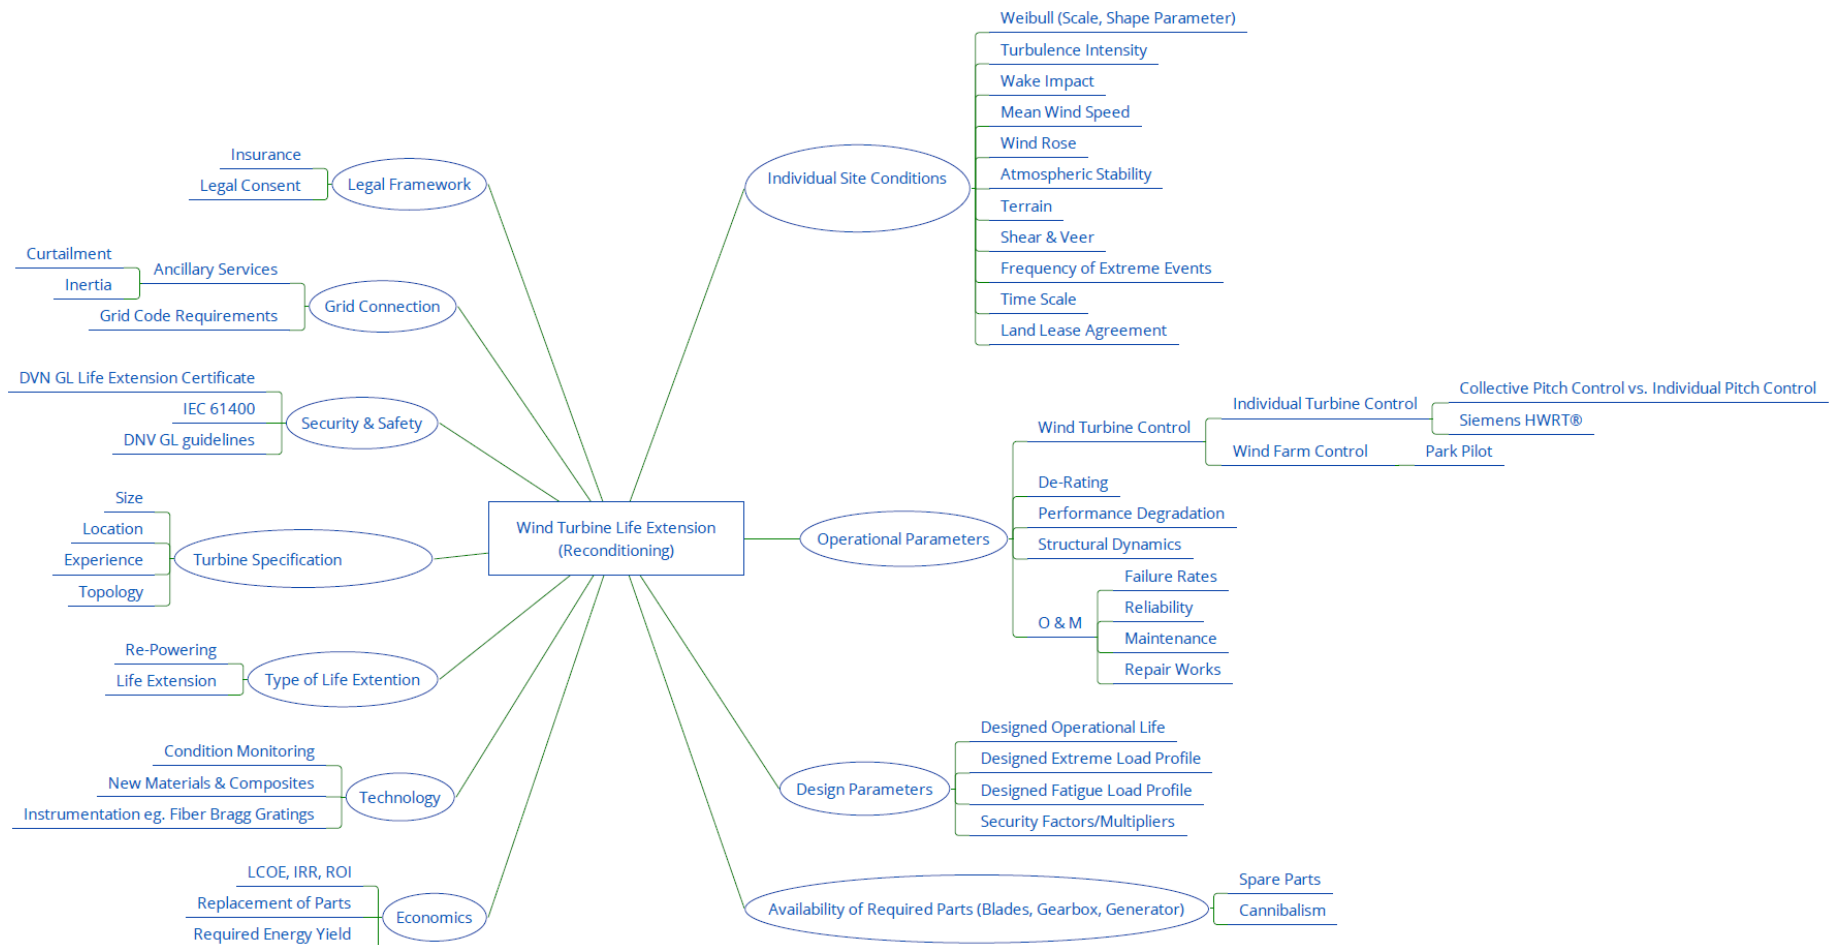 Wind Turbine Life Extension
(Reconditioning)
Legal Framework
Insurance
Legal Consent
Grid Connection
Ancillary Services
Curtailment
Inertia
Grid Code Requirements
Security & Safety
DVN GL Life Extension Certificate
IEC 61400
DNV GL guidelines
Turbine Specification
Size
Location
Experience
Topology
Type of Life Extention
Re-Powering
Life Extension
Technology
Condition Monitoring
New Materials & Composites
Instrumentation eg. Fiber Bragg Gratings
Economics
LCOE, IRR, ROI
Replacement of Parts
Required Energy Yield
Individual Site Conditions
Weibull (Scale, Shape Parameter)
Turbulence Intensity
Wake Impact
Mean Wind Speed
Wind Rose
Atmospheric Stability
Terrain
Shear & Veer
Frequency of Extreme Events
Time Scale
Land Lease Agreement
Operational Parameters
Wind Turbine Control
Individual Turbine Control
Collective Pitch Control vs. Individual Pitch Control
Siemens HWRT®
Wind Farm Control
Park Pilot
De-Rating
Performance Degradation
Structural Dynamics
O & M
Failure Rates
Reliability
Maintenance
Repair Works
Design Parameters
Designed Operational Life
Designed Extreme Load Profile
Designed Fatigue Load Profile
Security Factors/Multipliers
Availability of Required Parts (Blades, Gearbox, Generator)
Spare Parts
Cannibalism